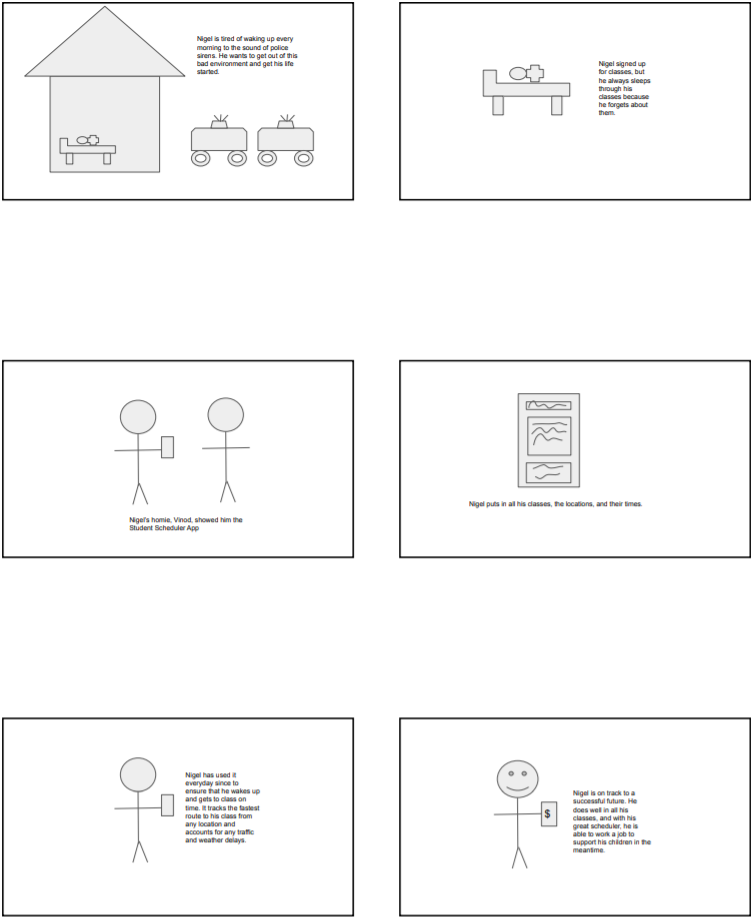 Nigel is tired of waking up every
morning to the sound of police
sirens. He wants to get out of this
bad environment and get his life
started.
Nigel signed up
for classes, but
he always sleeps
through his
classes because
he forgets about
them.
Nigel's homie, Vinod, showed him the
Student Scheduler App
Nigel puts in all his classes, the locations, and their times.
Nigel has used it
everyday since to
ensure that he wakes up
and gets to class on
time. It tracks the fastest
route to his class from
any location and
accounts for any traffic
and weather delays.
$
Nigel is on track to a
successful future. He
does well in all his
classes, and with his
great scheduler, he is
able to work a job to
support his children in the
meantime.